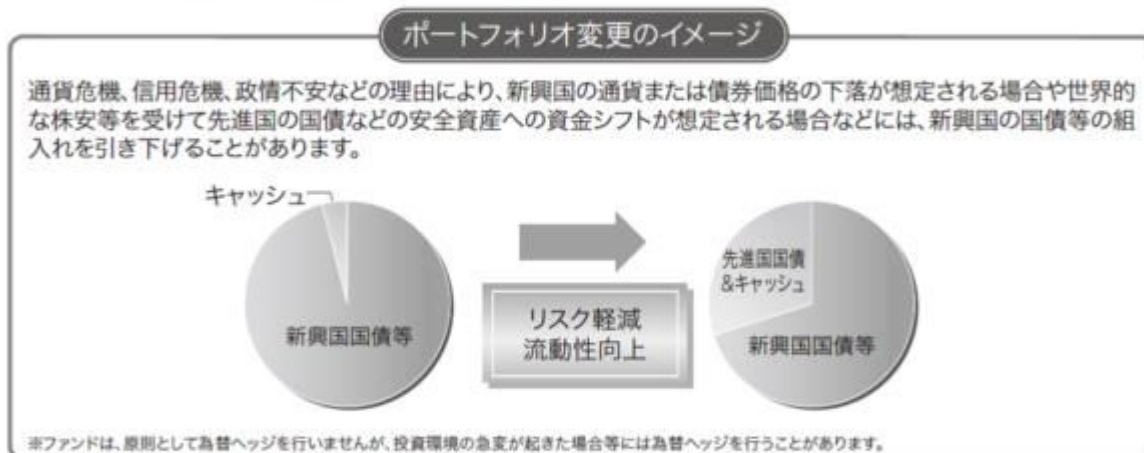 ポートフォリオ変更のイメージ
通貨危機、信用危機、政情不安などの理由により、新興国の通貨または債券価格の下落が想定される場合や世界的
な株安等を受けて先進国の国債などの安全資産への資金シフトが想定される場合などには、新興国の国債等の組
入れを引き下げることがあります。
キャッシュ
新興国国債等
リスク軽減
流動性向上
先進国国債
&キャッシュ
新興国国債等
※ファンドは、原則として為替ヘッジを行いませんが、投資環境の急変が起きた場合等には為替ヘッジを行うことがあります。